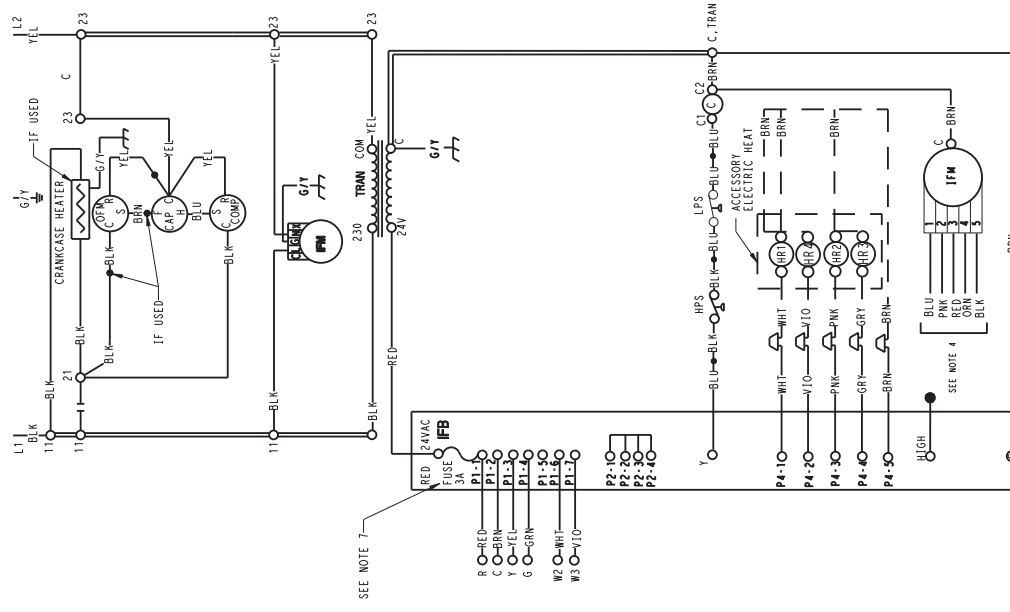 L2
YEL
23
23
23
C
23
IF USED
G/Y
CRANKCASE HEATER
G/Y
YEL
YEL
YEL
OFM
C
S
R
BRN
CAP
F
C
H
BLU
COMP
C
S
R
BLK
BLK
BLK
BLK
IF USED
21
BLK
L1
BLK
11
11
11
G/Y
IFM
BLK
TRAN
COM
230
YEL
24V
C
G/Y
BLK
RED
C, TRAN
BRN
C2
C
C1
BLU
BLU
LPS
BLU
BLK
HPS
BLK
BLU
Y
ACCESSORY
ELECTRIC HEAT
BRN
BRN
BRN
HR1
HR4
HR2
HR3
WHT
VIO
PNK
GRY
BRN
WHT
VIO
PNK
GRY
BRN
P4-1
P4-2
P4-3
P4-4
P4-5
BRN
C
IFM
1
2
3
4
5
BLU
PNK
RED
ORN
BLK
SEE NOTE 4
HIGH
RED
24VAC
IFB
FUSE
3A
SEE NOTE 7
P1-1
P1-2
P1-3
P1-4
P1-5
P1-6
P1-7
P2-1
P2-2
P2-3
P2-4
RED
BRN
YEL
GRN
WHT
VIO
R
C
Y
G
W2
W3